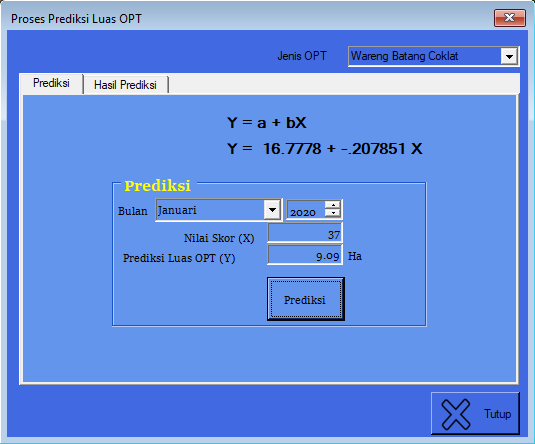 Proses Prediksi Luas OPT
Jenis OPT Wareng Batang Coklat
Prediksi Hasil Prediksi
Y = a + bX
Y = 16.7778 + -.207851 X
Prediksi
Bulan Januari 2020
Nilai Skor (X) 37
Prediksi Luas OPT (Y) 9.09 Ha
Prediksi
Tutup